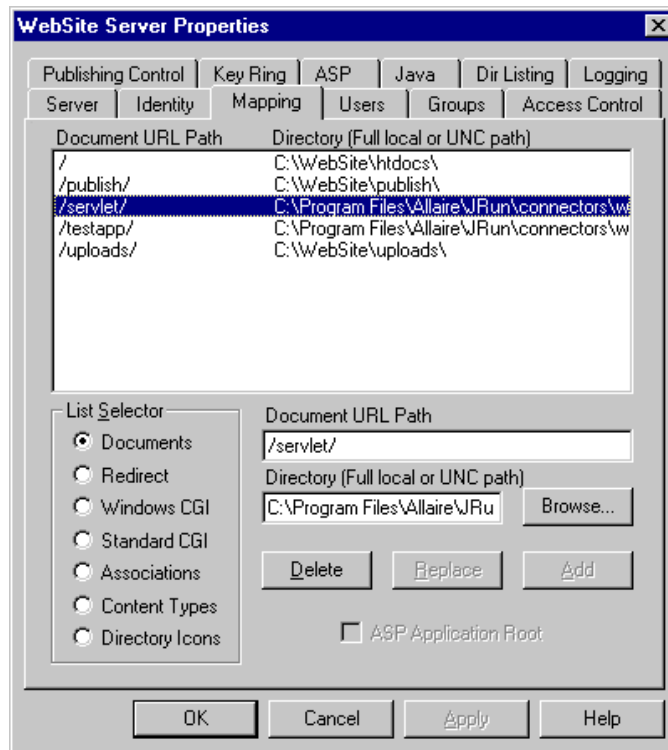 WebSite Server Properties
Publishing Control Key Ring ASP Java Dir Listing Logging
Server Identity Mapping Users Groups Access Control
Document URL Path Directory (Full local or UNC path)
/ C:\WebSite\htdocs\
/publish/ C:\WebSite\publish\
/servlet/ C:\Program Files\Allaire\JRun\connectors\w
/testapp/ C:\Program Files\Allaire\JRun\connectors\w
/uploads/ C:\WebSite\uploads\
List Selector
Documents
Redirect
Windows CGI
Standard CGI
Associations
Content Types
Directory Icons
Document URL Path
/servlet/
Directory (Full local or UNC path)
C:\Program Files\Allaire\JRu Browse...
Delete Replace Add
ASP Application Root
OK Cancel Apply Help